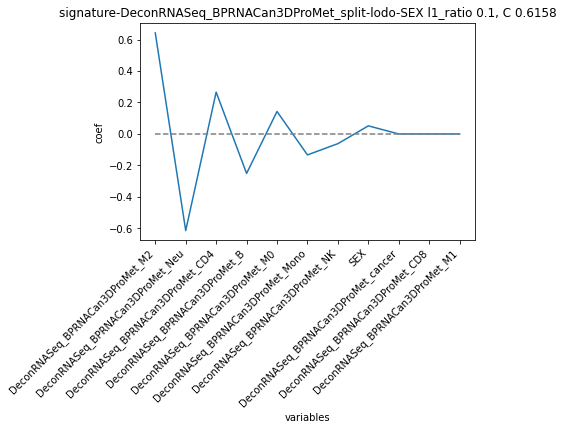 signature-DeconRNASeq_BPRNACan3DProMet_split-lodo-SEX l1_ratio 0.1, C 0.6158
0.6
0.4
0.2
0.0
−0.2
−0.4
−0.6
coef
DeconRNASeq_BPRNACan3DProMet_M2
DeconRNASeq_BPRNACan3DProMet_Neu
DeconRNASeq_BPRNACan3DProMet_CD4
DeconRNASeq_BPRNACan3DProMet_B
DeconRNASeq_BPRNACan3DProMet_M0
DeconRNASeq_BPRNACan3DProMet_Mono
DeconRNASeq_BPRNACan3DProMet_NK
SEX
DeconRNASeq_BPRNACan3DProMet_cancer
DeconRNASeq_BPRNACan3DProMet_CD8
DeconRNASeq_BPRNACan3DProMet_M1
variables